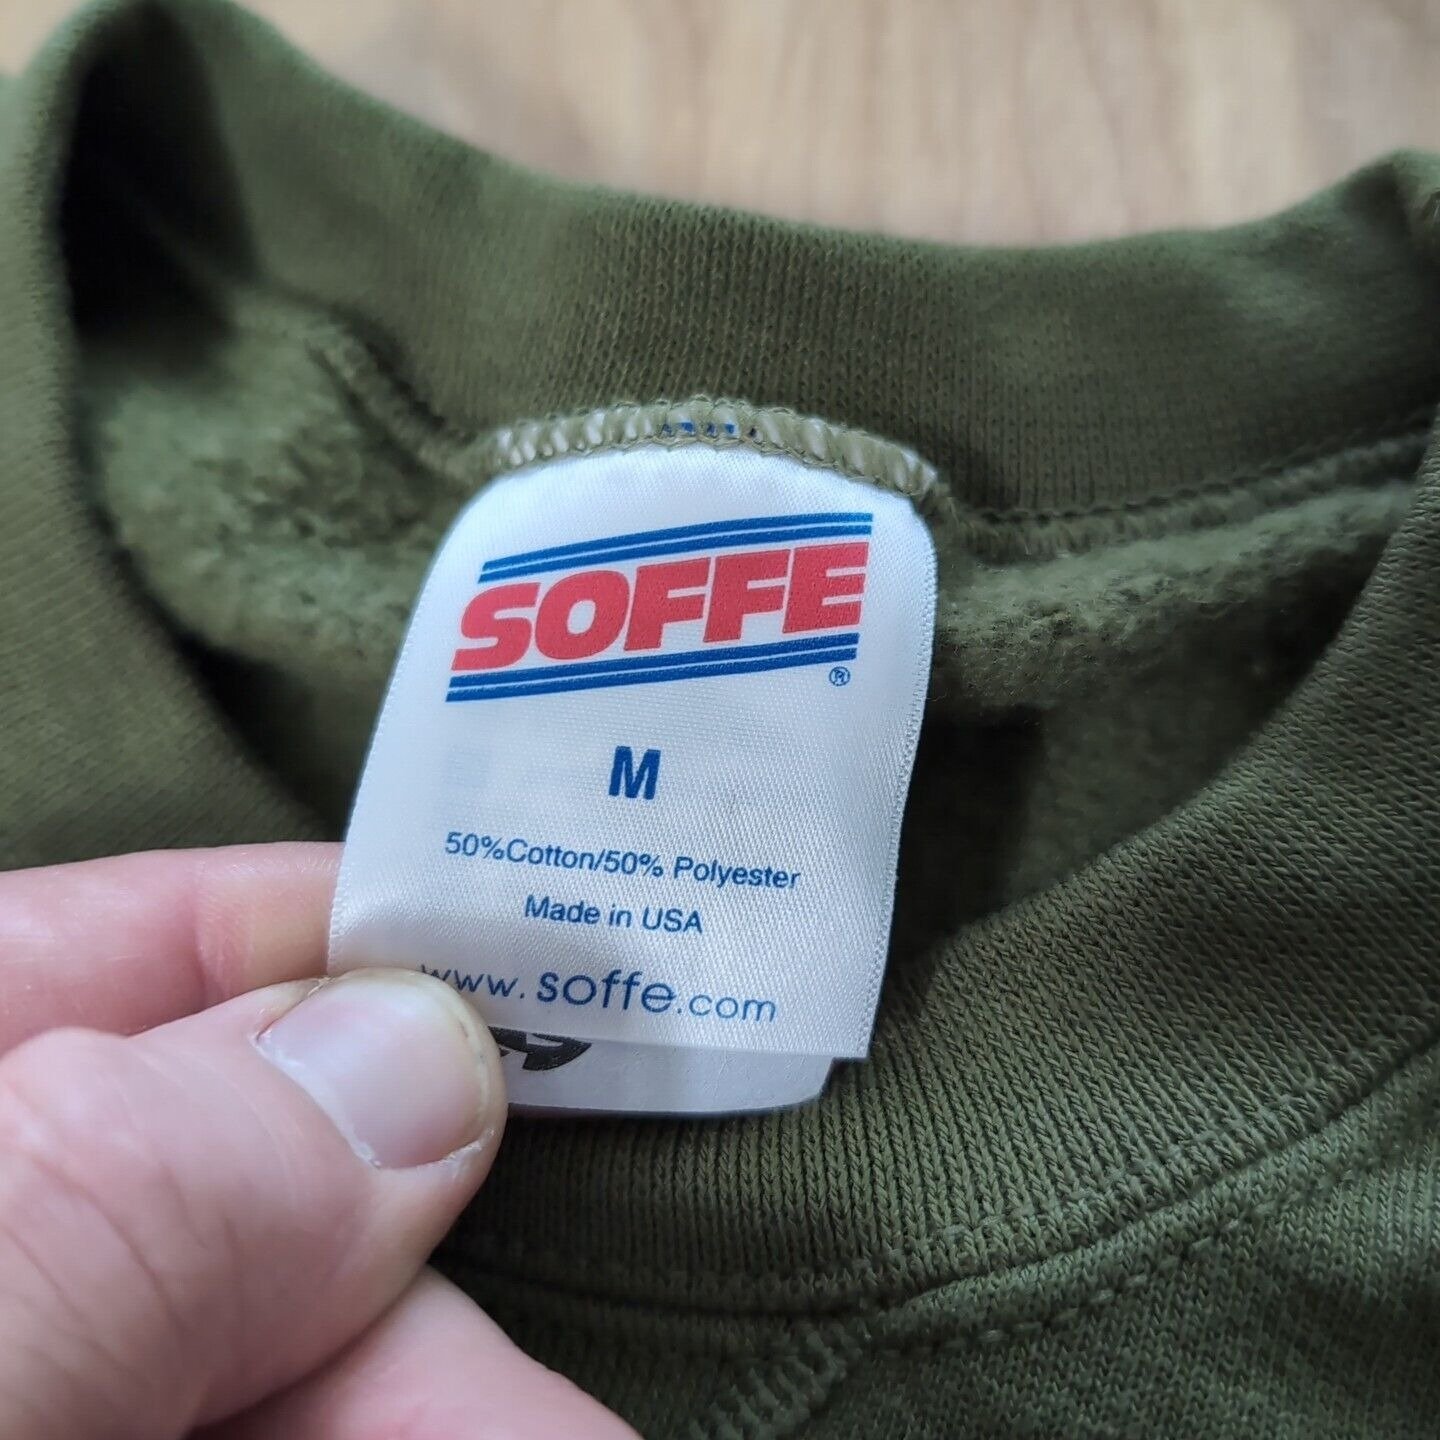 SOFFE
®
M
50%Cotton/50% Polyester
Made in USA
www.soffe.com